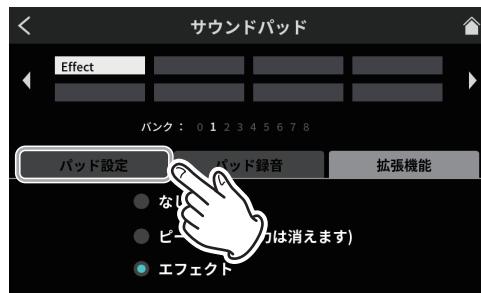 サウンドパッド
Effect
バンク： 0 1 2 3 4 5 6 7 8
パッド設定 パッド録音 拡張機能
な
ピー は消えます)
エフェクト